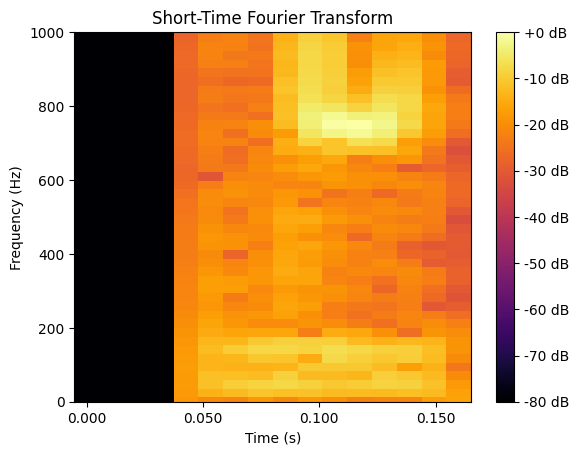 Short-Time Fourier Transform
1000
800
600
400
200
0
Frequency (Hz)
0.000
0.050
0.100
0.150
Time (s)
+0 dB
-10 dB
-20 dB
-30 dB
-40 dB
-50 dB
-60 dB
-70 dB
-80 dB